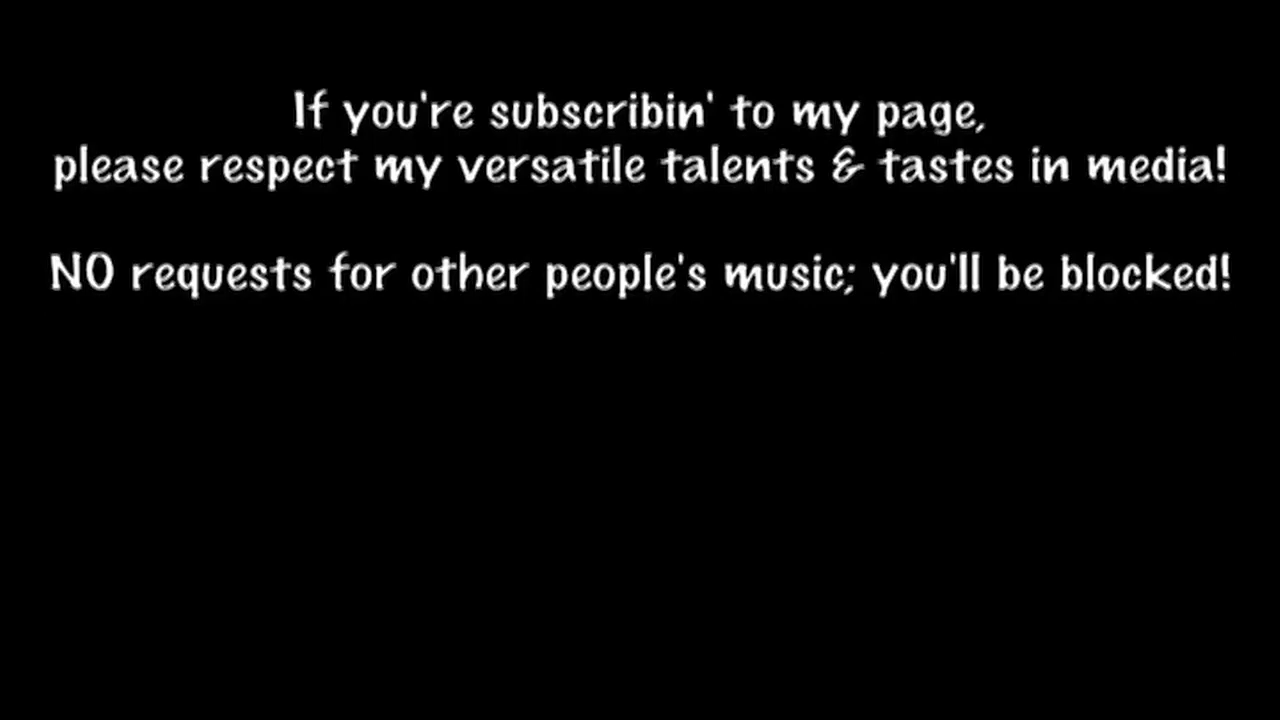 If you're subscribin' to my page,
please respect my versatile talents & tastes in media!
NO requests for other people's music; you'll be blocked!